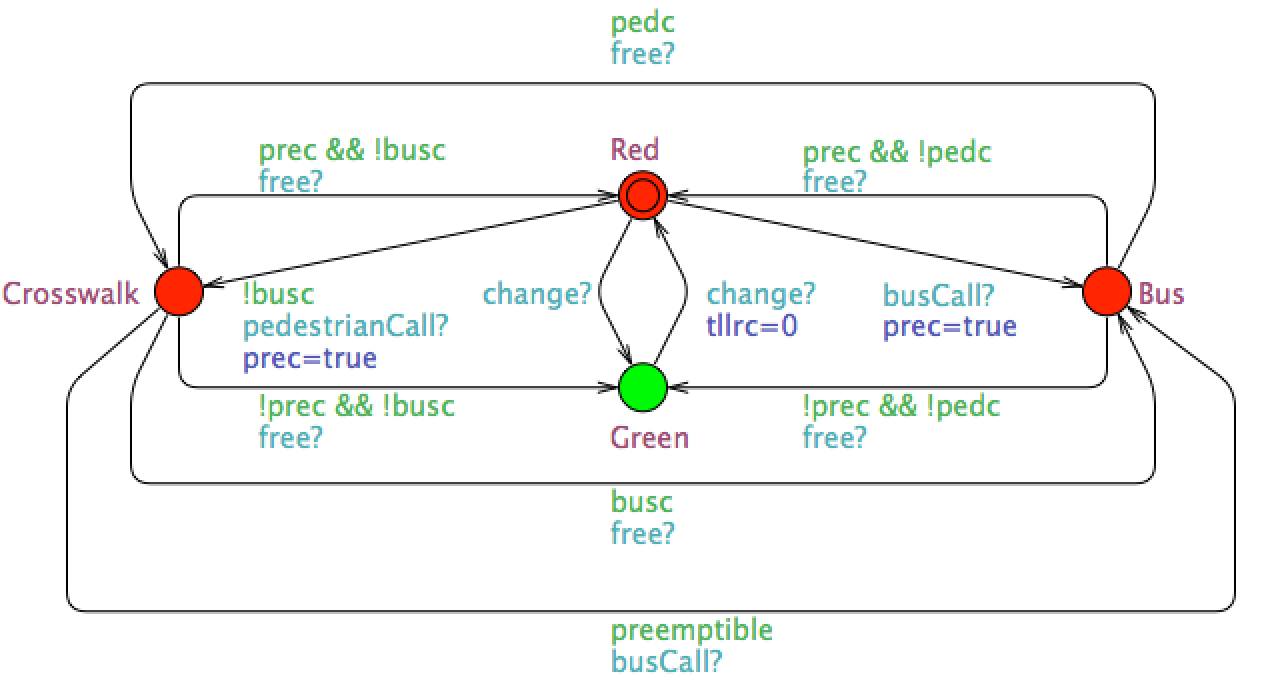 pedc
free?
prec && !busc
free?
Red
prec && !pedc
free?
Crosswalk
!busc
pedestrianCall?
prec=true
change?
change?
tllrc=0
busCall?
prec=true
Bus
!prec && !busc
free?
Green
!prec && !pedc
free?
busc
free?
preemptible
busCall?